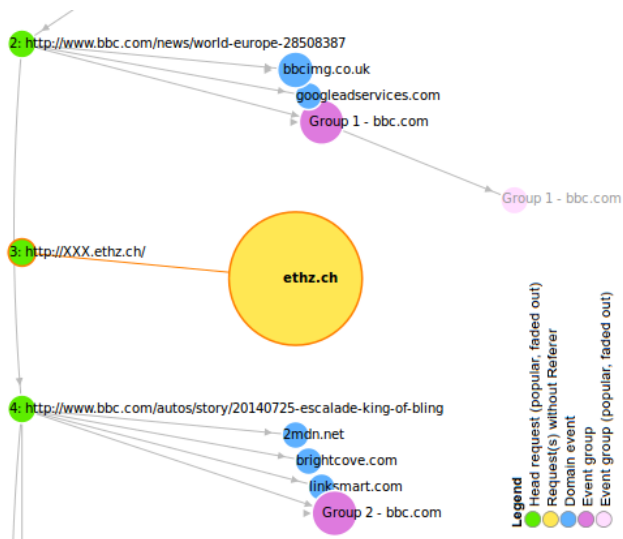 2: http://www.bbc.com/news/world-europe-28508387
bbcimg.co.uk
googleadservices.com
Group 1 - bbc.com
Group 1 - bbc.com
3: http://XXX.ethz.ch/
ethz.ch
4: http://www.bbc.com/autos/story/20140725-escalade-king-of-bling
2mdn.net
brightcove.com
linksmart.com
Group 2 - bbc.com
Legend
Head request (popular, faded out)
Request(s) without Referer
Domain event
Event group
Event group (popular, faded out)